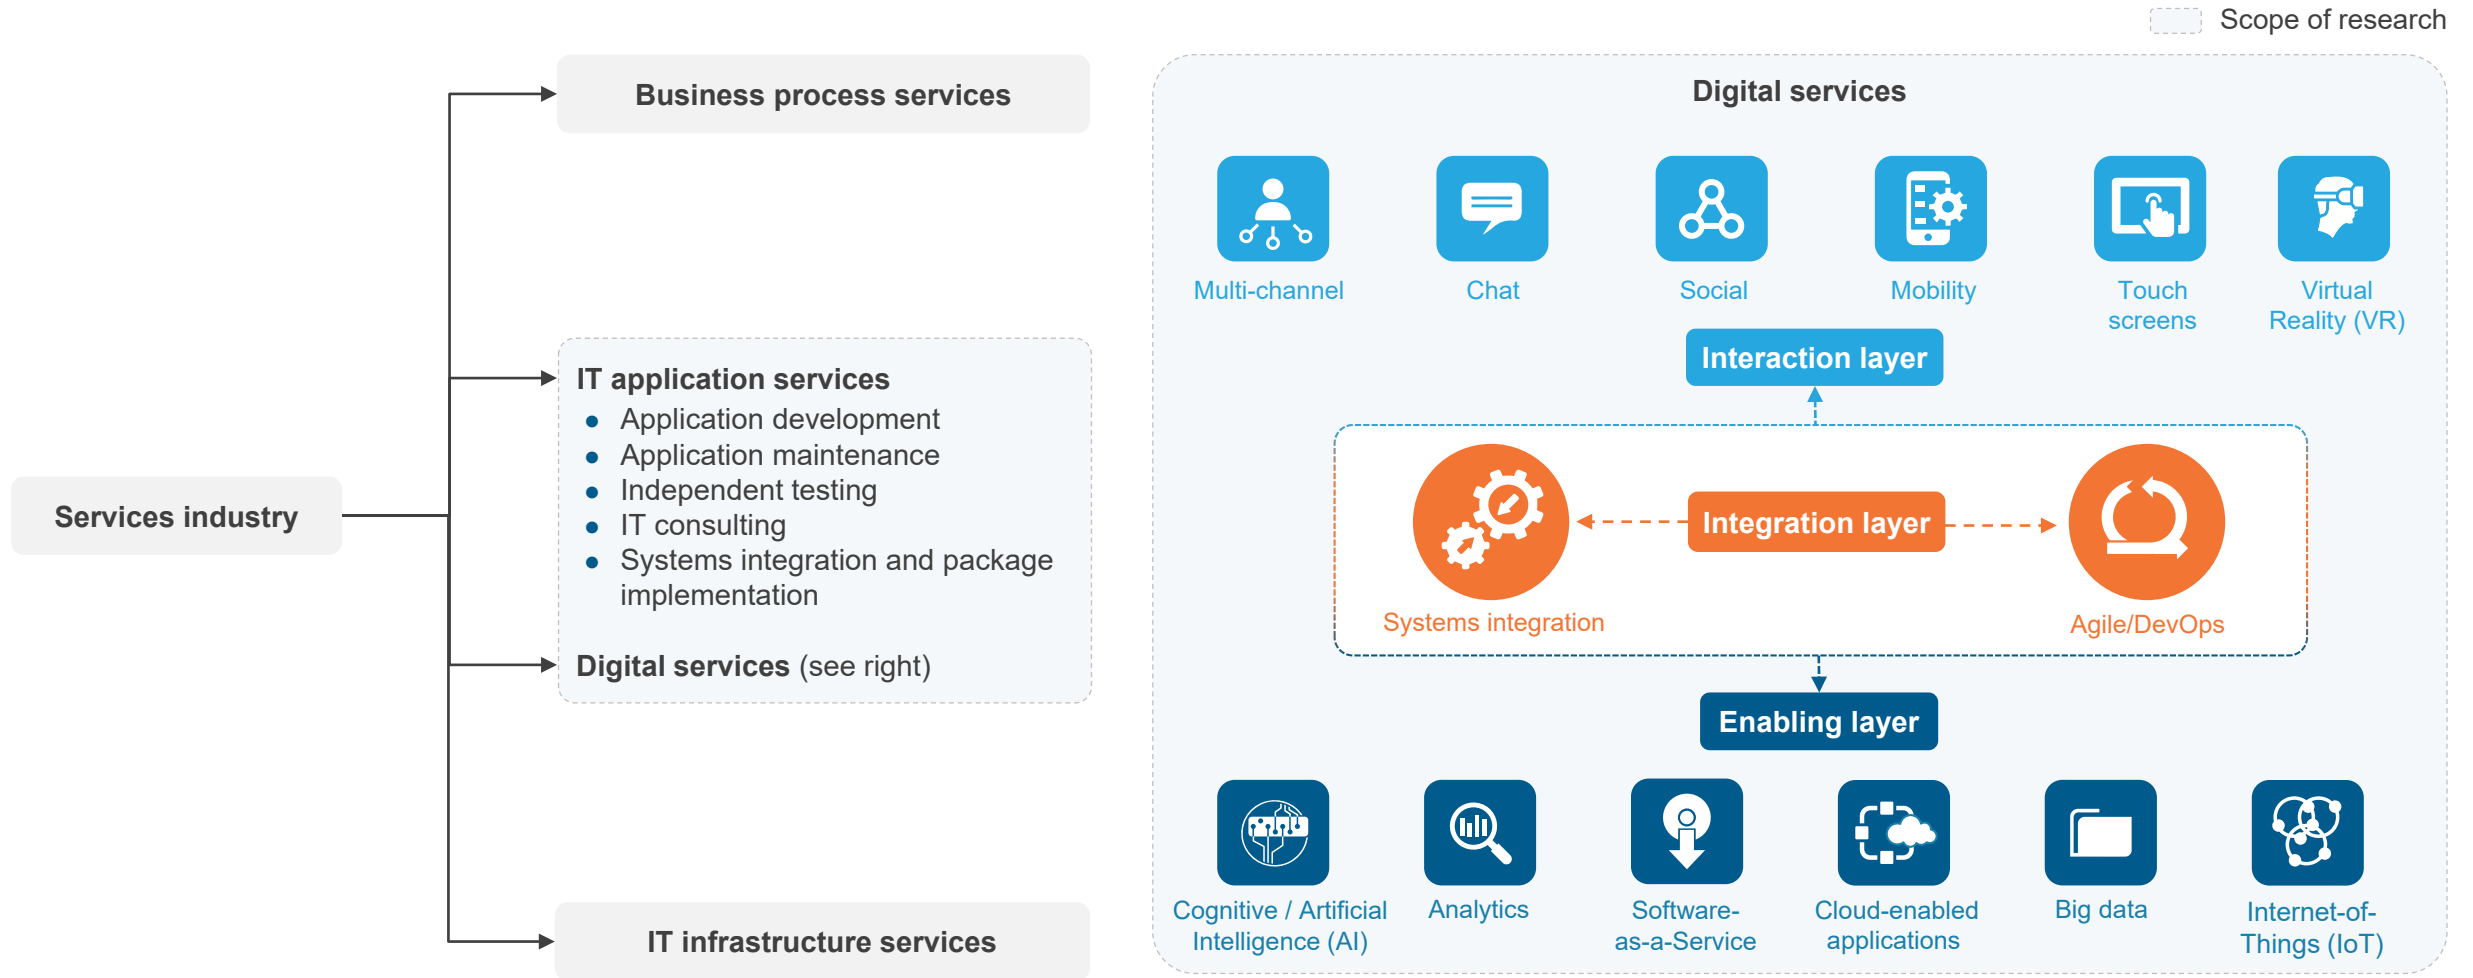 Scope of research
Business process services
Services industry
IT application services
● Application development
● Application maintenance
● Independent testing
● IT consulting
● Systems integration and package
implementation
Digital services (see right)
IT infrastructure services
Digital services
Multi-channel
Chat
Social
Mobility
Touch
screens
Virtual
Reality (VR)
Interaction layer
Integration layer
Systems integration
Agile/DevOps
Enabling layer
Cognitive / Artificial
Intelligence (AI)
Analytics
Software-
as-a-Service
Cloud-enabled
applications
Big data
Internet-of-
Things (IoT)